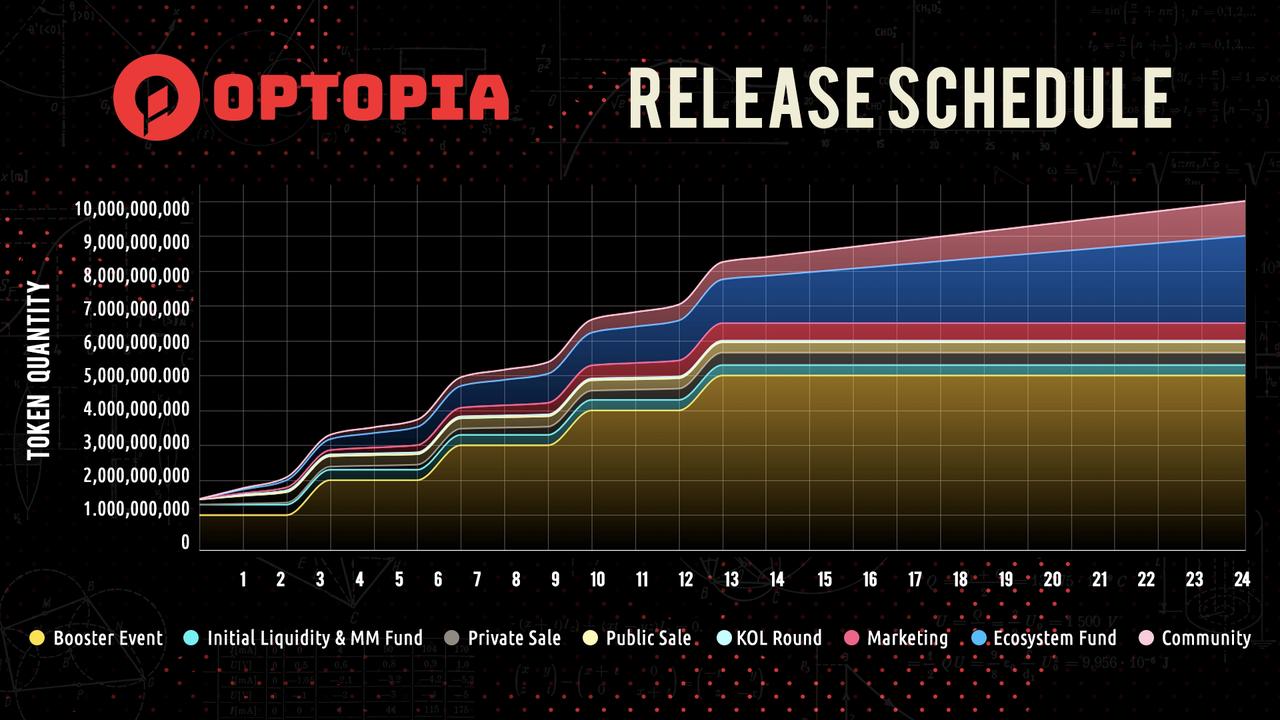 OPTOPIA
RELEASE SCHEDULE
TOKEN QUANTITY
10,000,000,000
9,000,000,000
8,000,000,000
7,000,000,000
6,000,000,000
5,000,000.000
4.000,000,000
3,000,000,000
2,000,000,000
1.000,000,000
0
1 2 3 4 5 6 7 8 9 10 11 12 13 14 15 16 17 18 19 20 21 22 23 24
Booster Event Initial Liquidity & MM Fund Private Sale Public Sale KOL Round Marketing Ecosystem Fund Community